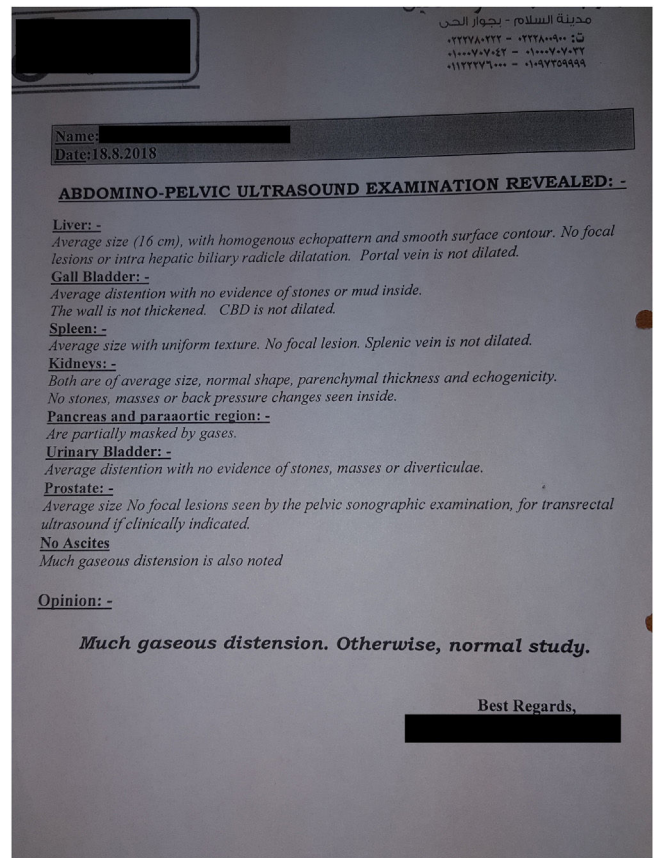 مدينة السلام - بجوار الحى
ت: ٠٢٢٢٨٠٠٩٠٠ - ٠٢٢٢٧٨٠٢٢٢
٠١٠٠٠٧٠٧٠٢٢ - ٠١٠٠٠٧٠٧٠٤٢
٠١٠٩٧٢٥٩٩٩٩ - ٠١١٢٢٢٧٦٠٠٠
Name:
Date:18.8.2018
ABDOMINO-PELVIC ULTRASOUND EXAMINATION REVEALED: -
Liver: -
Average size (16 cm), with homogenous echopattern and smooth surface contour. No focal
lesions or intra hepatic biliary radicle dilatation. Portal vein is not dilated.
Gall Bladder: -
Average distention with no evidence of stones or mud inside.
The wall is not thickened. CBD is not dilated.
Spleen: -
Average size with uniform texture. No focal lesion. Splenic vein is not dilated.
Kidneys: -
Both are of average size, normal shape, parenchymal thickness and echogenicity.
No stones, masses or back pressure changes seen inside.
Pancreas and paraaortic region: -
Are partially masked by gases.
Urinary Bladder: -
Average distention with no evidence of stones, masses or diverticulae.
Prostate: -
Average size No focal lesions seen by the pelvic sonographic examination, for transrectal
ultrasound if clinically indicated.
No Ascites
Much gaseous distension is also noted
Opinion: -
Much gaseous distension. Otherwise, normal study.
Best Regards,